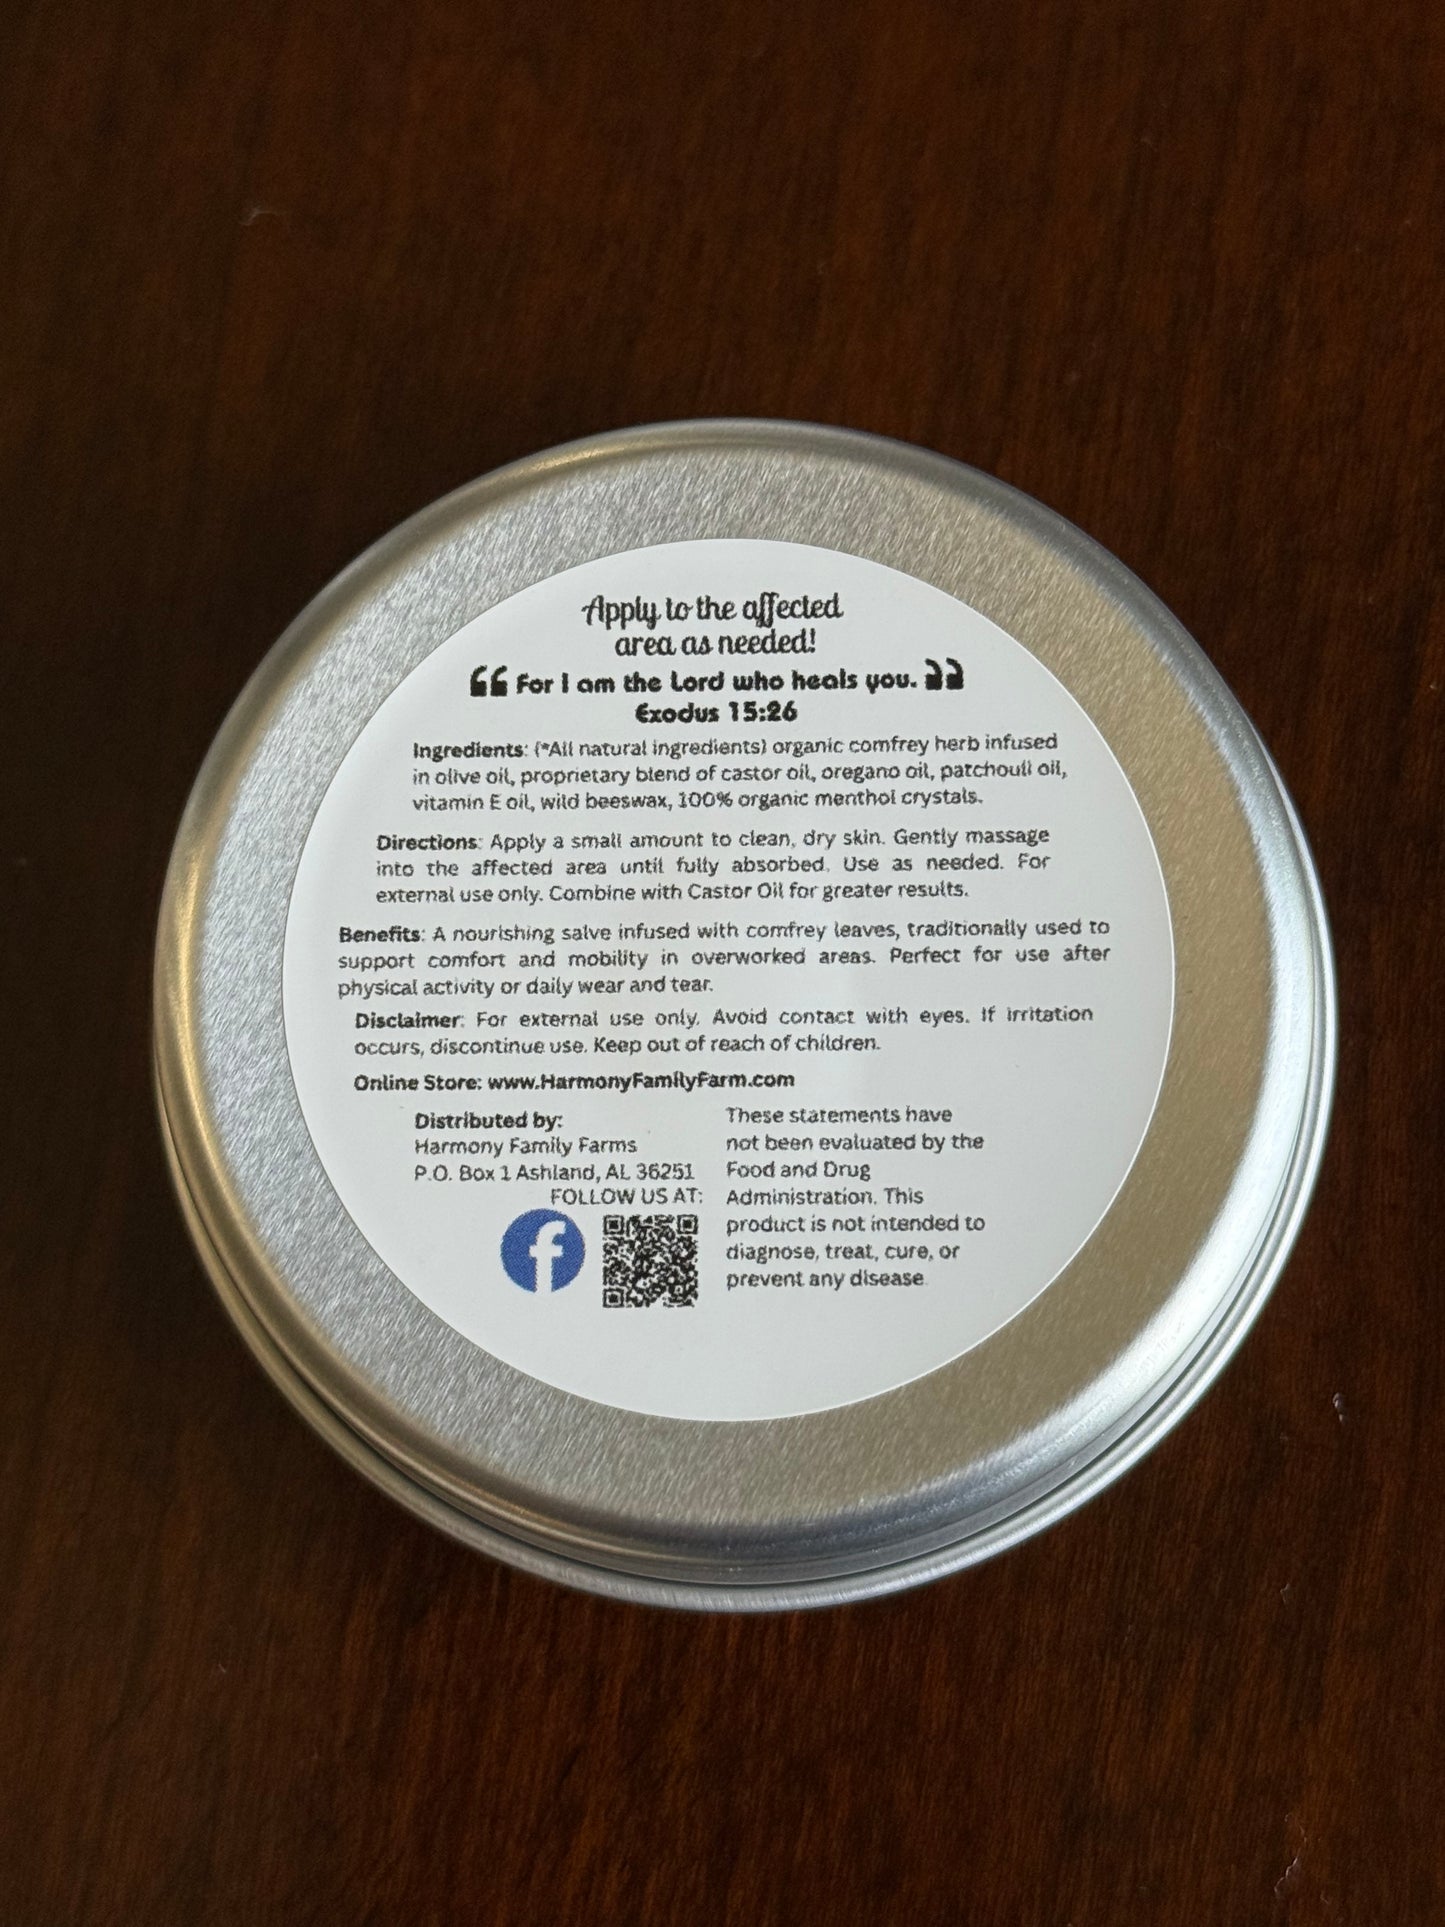 Apply to the affected
area as needed!
“ For I am the Lord who heals you. ”
Exodus 15:26
Ingredients: (*All natural ingredients) organic comfrey herb infused
in olive oil, proprietary blend of castor oil, oregano oil, patchouli oil,
vitamin E oil, wild beeswax, 100% organic menthol crystals.
Directions: Apply a small amount to clean, dry skin. Gently massage
into the affected area until fully absorbed. Use as needed. For
external use only. Combine with Castor Oil for greater results.
Benefits: A nourishing salve infused with comfrey leaves, traditionally used to
support comfort and mobility in overworked areas. Perfect for use after
physical activity or daily wear and tear.
Disclaimer: For external use only. Avoid contact with eyes. If irritation
occurs, discontinue use. Keep out of reach of children.
Online Store: www.HarmonyFamilyFarm.com
Distributed by:
Harmony Family Farms
P.O. Box 1 Ashland, AL 36251
FOLLOW US AT:
f
These statements have
not been evaluated by the
Food and Drug
Administration. This
product is not intended to
diagnose, treat, cure, or
prevent any disease